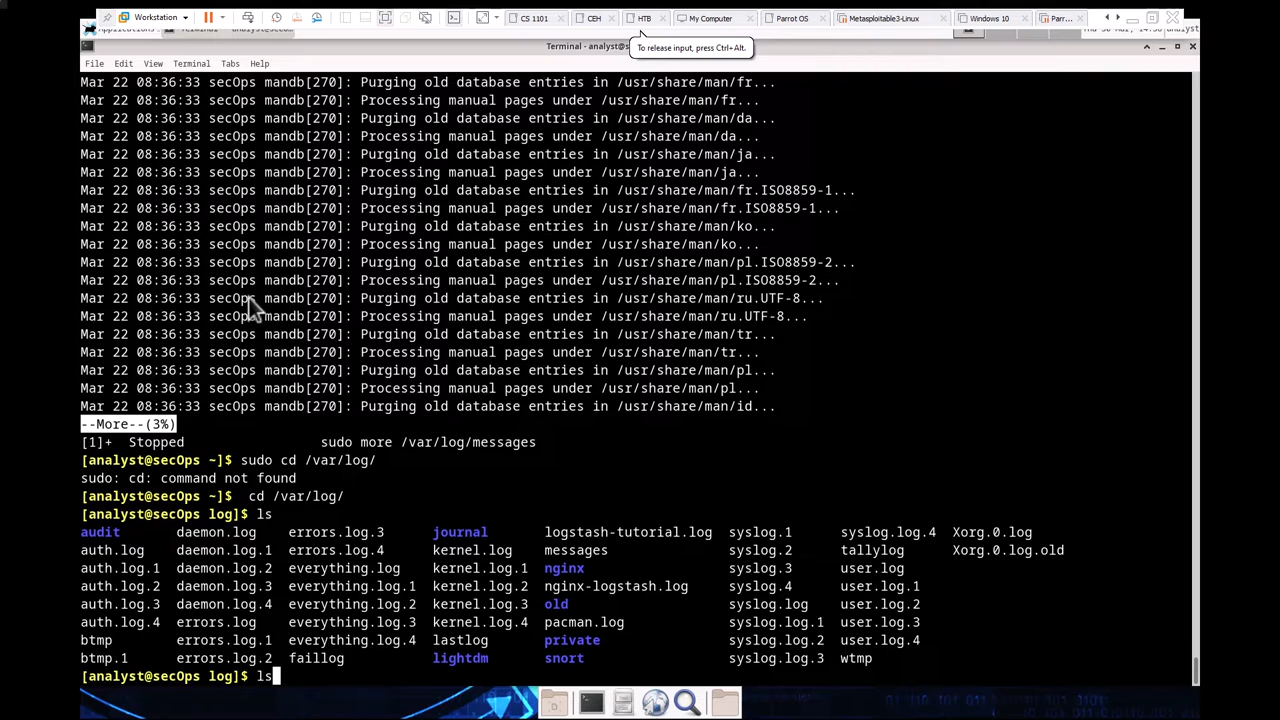 Workstation
CS 1101
CEH
HTB
My Computer
Parrot OS
Metasploitable3-Linux
Windows 10
Parr...
Applications
Terminal - analyst@s
To release input, press Ctrl+Alt.
File Edit View Terminal Tabs Help
Mar 22 08:36:33 secOps mandb[270]: Purging old database entries in /usr/share/man/fr...
Mar 22 08:36:33 secOps mandb[270]: Processing manual pages under /usr/share/man/fr...
Mar 22 08:36:33 secOps mandb[270]: Purging old database entries in /usr/share/man/da...
Mar 22 08:36:33 secOps mandb[270]: Processing manual pages under /usr/share/man/da...
Mar 22 08:36:33 secOps mandb[270]: Purging old database entries in /usr/share/man/ja...
Mar 22 08:36:33 secOps mandb[270]: Processing manual pages under /usr/share/man/ja...
Mar 22 08:36:33 secOps mandb[270]: Purging old database entries in /usr/share/man/fr.ISO8859-1...
Mar 22 08:36:33 secOps mandb[270]: Processing manual pages under /usr/share/man/fr.ISO8859-1...
Mar 22 08:36:33 secOps mandb[270]: Purging old database entries in /usr/share/man/ko...
Mar 22 08:36:33 secOps mandb[270]: Processing manual pages under /usr/share/man/ko...
Mar 22 08:36:33 secOps mandb[270]: Purging old database entries in /usr/share/man/pl.ISO8859-2...
Mar 22 08:36:33 secOps mandb[270]: Processing manual pages under /usr/share/man/pl.ISO8859-2...
Mar 22 08:36:33 secOps mandb[270]: Purging old database entries in /usr/share/man/ru.UTF-8...
Mar 22 08:36:33 secOps mandb[270]: Processing manual pages under /usr/share/man/ru.UTF-8...
Mar 22 08:36:33 secOps mandb[270]: Purging old database entries in /usr/share/man/tr...
Mar 22 08:36:33 secOps mandb[270]: Processing manual pages under /usr/share/man/tr...
Mar 22 08:36:33 secOps mandb[270]: Purging old database entries in /usr/share/man/pl...
Mar 22 08:36:33 secOps mandb[270]: Processing manual pages under /usr/share/man/pl...
Mar 22 08:36:33 secOps mandb[270]: Purging old database entries in /usr/share/man/id...
--More--(3%)
[1]+  Stopped                 sudo more /var/log/messages
[analyst@secOps ~]$ sudo cd /var/log/
sudo: cd: command not found
[analyst@secOps ~]$  cd /var/log/
[analyst@secOps log]$ ls
audit daemon.log errors.log.3 journal logstash-tutorial.log syslog.1 syslog.log.4 Xorg.0.log
auth.log daemon.log.1 errors.log.4 kernel.log messages syslog.2 tallylog Xorg.0.log.old
auth.log.1 daemon.log.2 everything.log kernel.log.1 nginx syslog.3 user.log
auth.log.2 daemon.log.3 everything.log.1 kernel.log.2 nginx-logstash.log syslog.4 user.log.1
auth.log.3 daemon.log.4 everything.log.2 kernel.log.3 old syslog.log user.log.2
auth.log.4 errors.log everything.log.3 kernel.log.4 pacman.log syslog.log.1 user.log.3
btmp errors.log.1 everything.log.4 lastlog private syslog.log.2 user.log.4
btmp.1 errors.log.2 faillog lightdm snort syslog.log.3 wtmp
[analyst@secOps log]$ ls